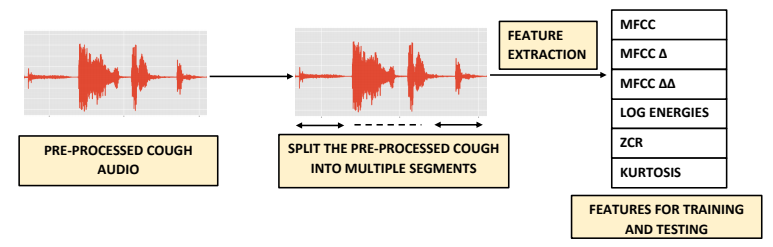 PRE-PROCESSED COUGH
AUDIO
SPLIT THE PRE-PROCESSED COUGH
INTO MULTIPLE SEGMENTS
FEATURE
EXTRACTION
MFCC
MFCC Δ
MFCC ΔΔ
LOG ENERGIES
ZCR
KURTOSIS
FEATURES FOR TRAINING
AND TESTING